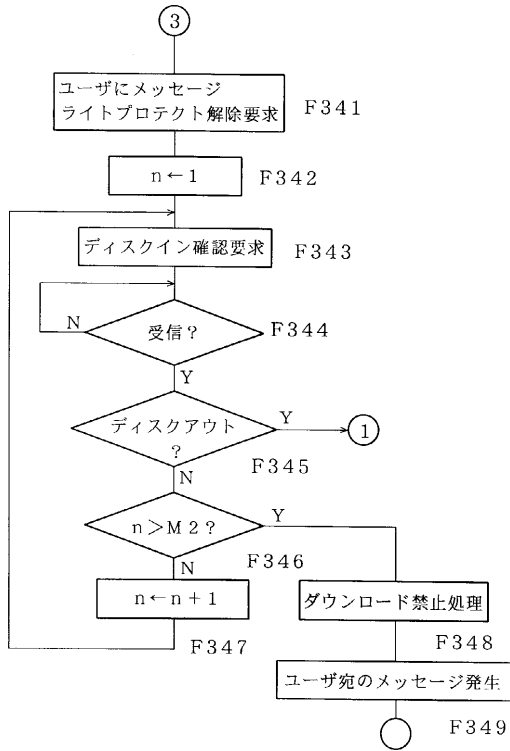 3
ユーザにメッセージ
ライトプロテクト解除要求
F341
n←1
F342
ディスクイン確認要求
F343
受信?
F344
N
Y
ディスクアウト
?
Y
1
F345
N
n>M2?
Y
F346
N
n←n+1
F347
ダウンロード禁止処理
F348
ユーザ宛のメッセージ発生
F349